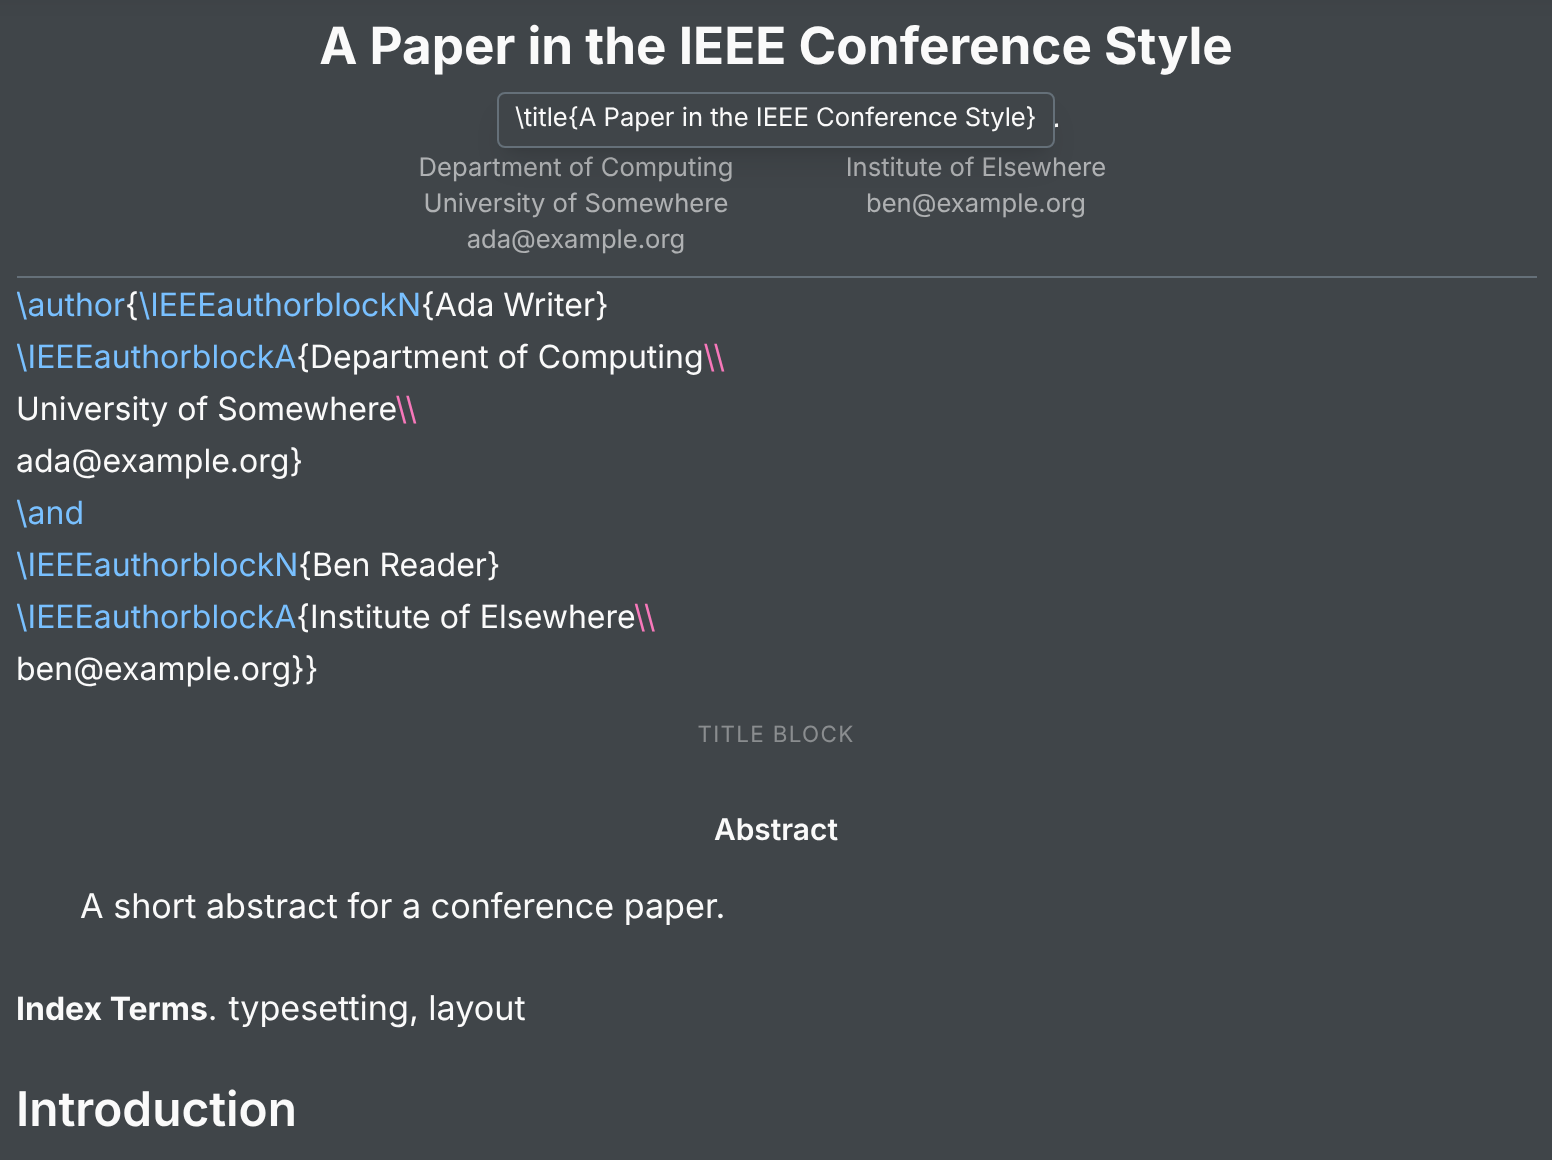 A Paper in the IEEE Conference Style
\title{A Paper in the IEEE Conference Style}
.
Department of Computing Institute of Elsewhere
University of Somewhere ben@example.org
ada@example.org
\author{\IEEEauthorblockN{Ada Writer}
\IEEEauthorblockA{Department of Computing\\
University of Somewhere\\
ada@example.org}
\and
\IEEEauthorblockN{Ben Reader}
\IEEEauthorblockA{Institute of Elsewhere\\
ben@example.org}}
TITLE BLOCK
Abstract
A short abstract for a conference paper.
Index Terms. typesetting, layout
Introduction